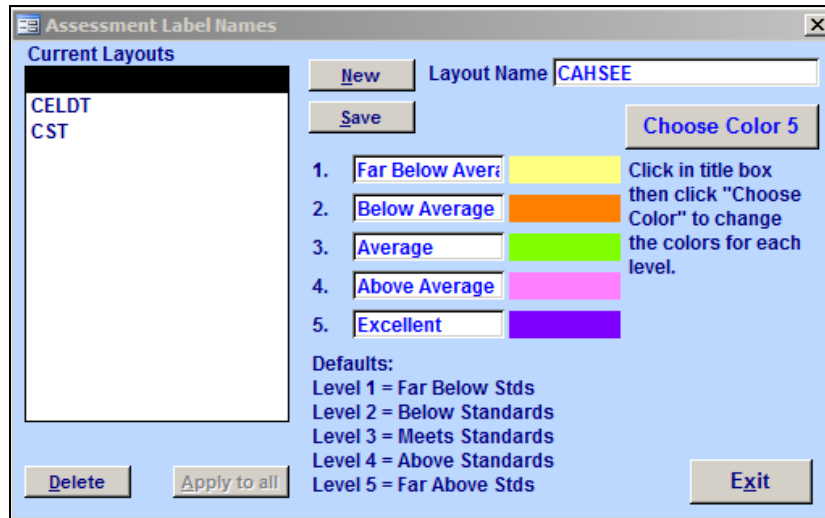 Assessment Label Names
Current Layouts
CELDT
CST
New
Layout Name CAHSEE
Save
Choose Color 5
1. Far Below Avera
2. Below Average
3. Average
4. Above Average
5. Excellent
Click in title box
then click "Choose
Color" to change
the colors for each
level.
Defaults:
Level 1 = Far Below Stds
Level 2 = Below Standards
Level 3 = Meets Standards
Level 4 = Above Standards
Level 5 = Far Above Stds
Delete
Apply to all
Exit